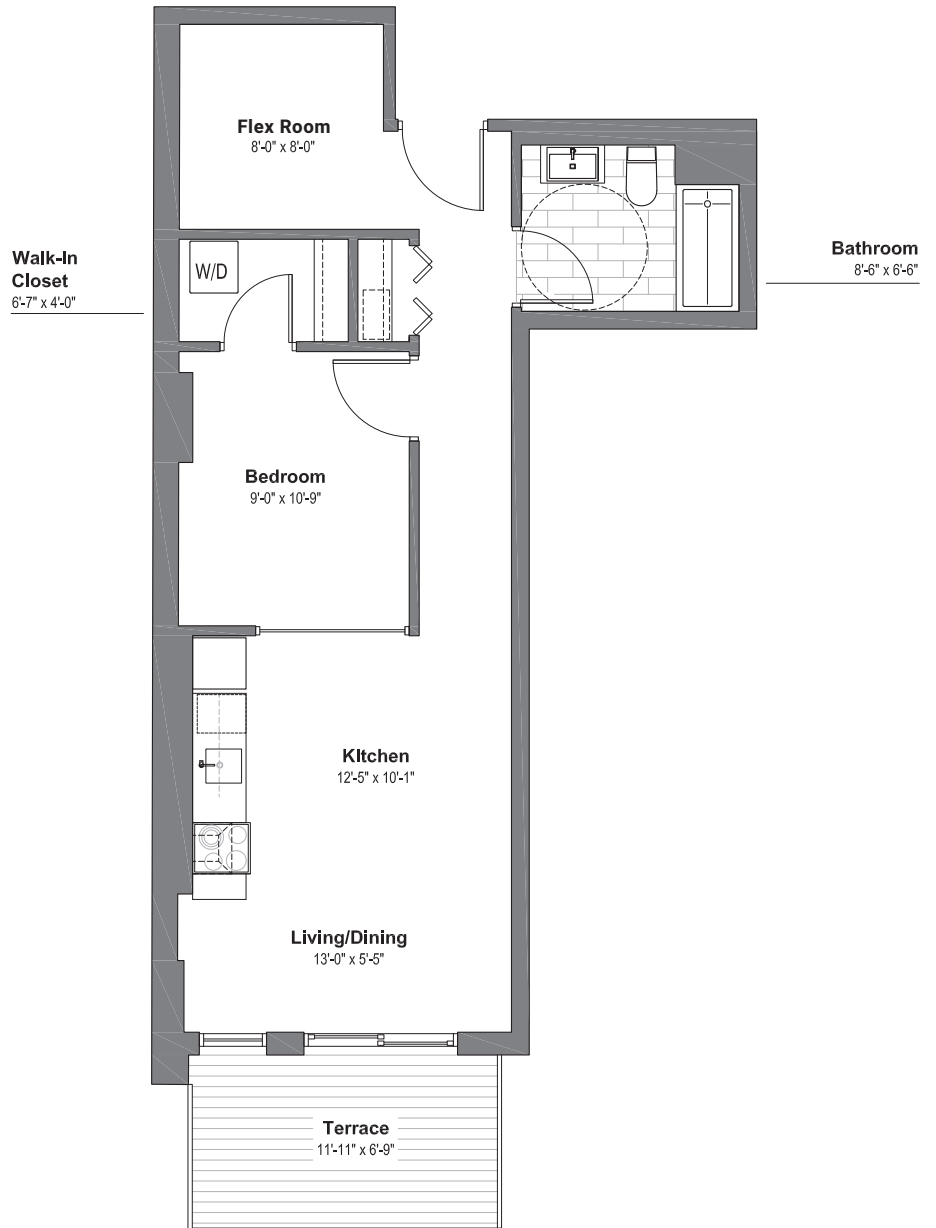 Flex Room
8'-0" x 8'-0"
Walk-In
Closet
6'-7" x 4'-0"
W/D
Bathroom
8'-6" x 6'-6"
Bedroom
9'-0" x 10'-9"
KItchen
12'-5" x 10'-1"
Living/Dining
13'-0" x 5'-5"
Terrace
11'-11" x 6'-9"